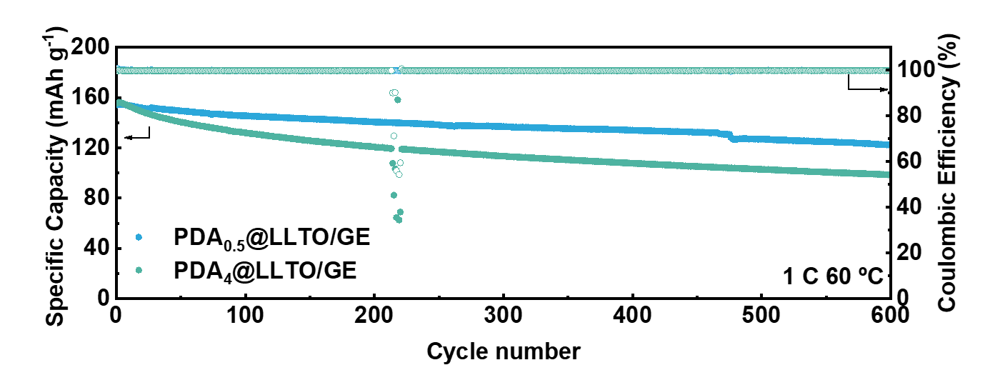 Specific Capacity (mAh g⁻¹)
200
160
120
80
40
0
PDA₀.₅@LLTO/GE
PDA₄@LLTO/GE
1 C 60 ºC
100
80
60
40
20
0
Coulombic Efficiency (%)
0 100 200 300 400 500 600
Cycle number